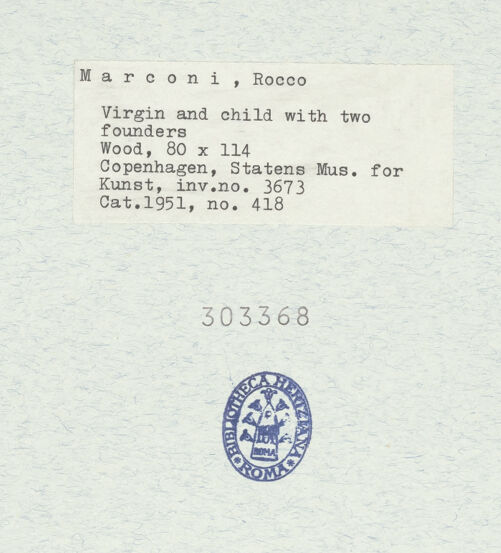 M a r c o n i , Rocco
Virgin and child with two
founders
Wood, 80 x 114
Copenhagen, Statens Mus. for
Kunst, inv.no. 3673
Cat.1951, no. 418
303368
BIBLIOTHECA HERTZIANA
ROMA
ROMA